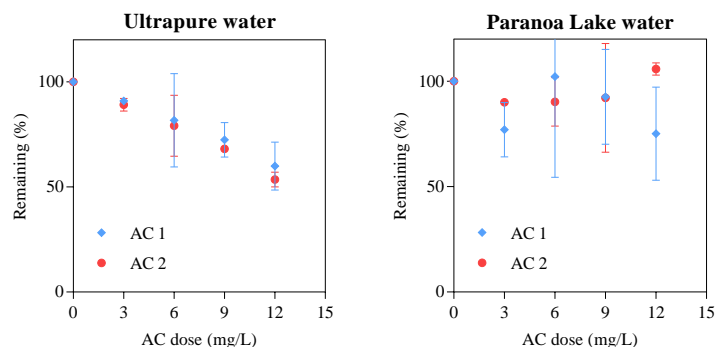 Ultrapure water
Remaining (%)
100
50
0
AC 1
AC 2
0 3 6 9 12 15
AC dose (mg/L)
Paranoa Lake water
Remaining (%)
100
50
0
AC 1
AC 2
0 3 6 9 12 15
AC dose (mg/L)